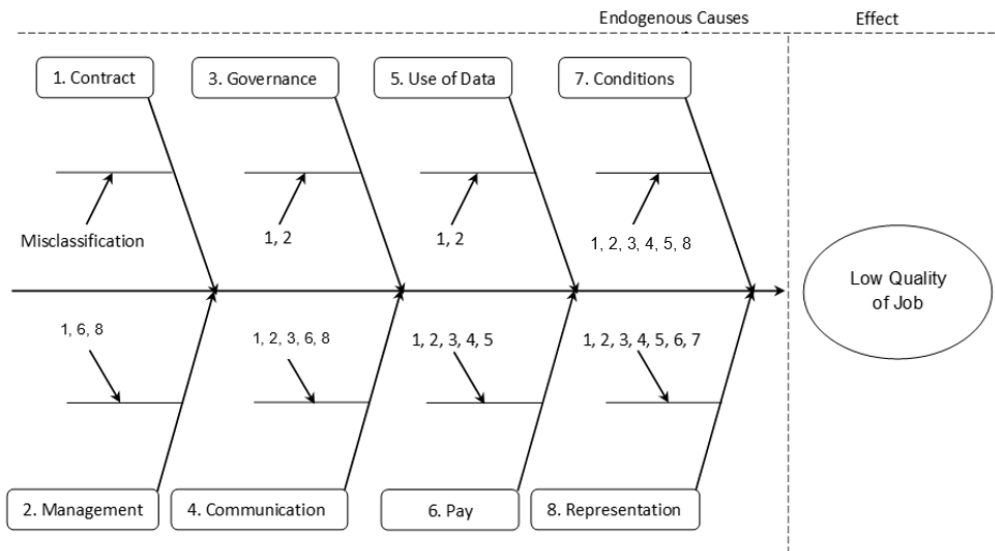 Endogenous Causes
Effect
1. Contract
3. Governance
5. Use of Data
7. Conditions
Misclassification
1, 2
1, 2
1, 2, 3, 4, 5, 8
Low Quality
of Job
1, 6, 8
1, 2, 3, 6, 8
1, 2, 3, 4, 5
1, 2, 3, 4, 5, 6, 7
2. Management
4. Communication
6. Pay
8. Representation